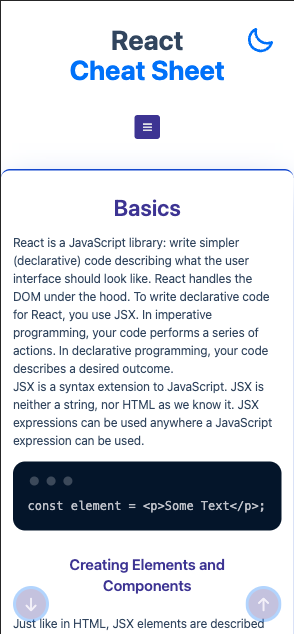 React
Cheat Sheet
Basics
React is a JavaScript library: write simpler
(declarative) code describing what the user
interface should look like. React handles the
DOM under the hood. To write declarative code
for React, you use JSX. In imperative
programming, your code performs a series of
actions. In declarative programming, your code
describes a desired outcome.
JSX is a syntax extension to JavaScript. JSX is
neither a string, nor HTML as we know it. JSX
expressions can be used anywhere a JavaScript
expression can be used.
const element = <p>Some Text</p>;
Creating Elements and
Components
Just like in HTML, JSX elements are described